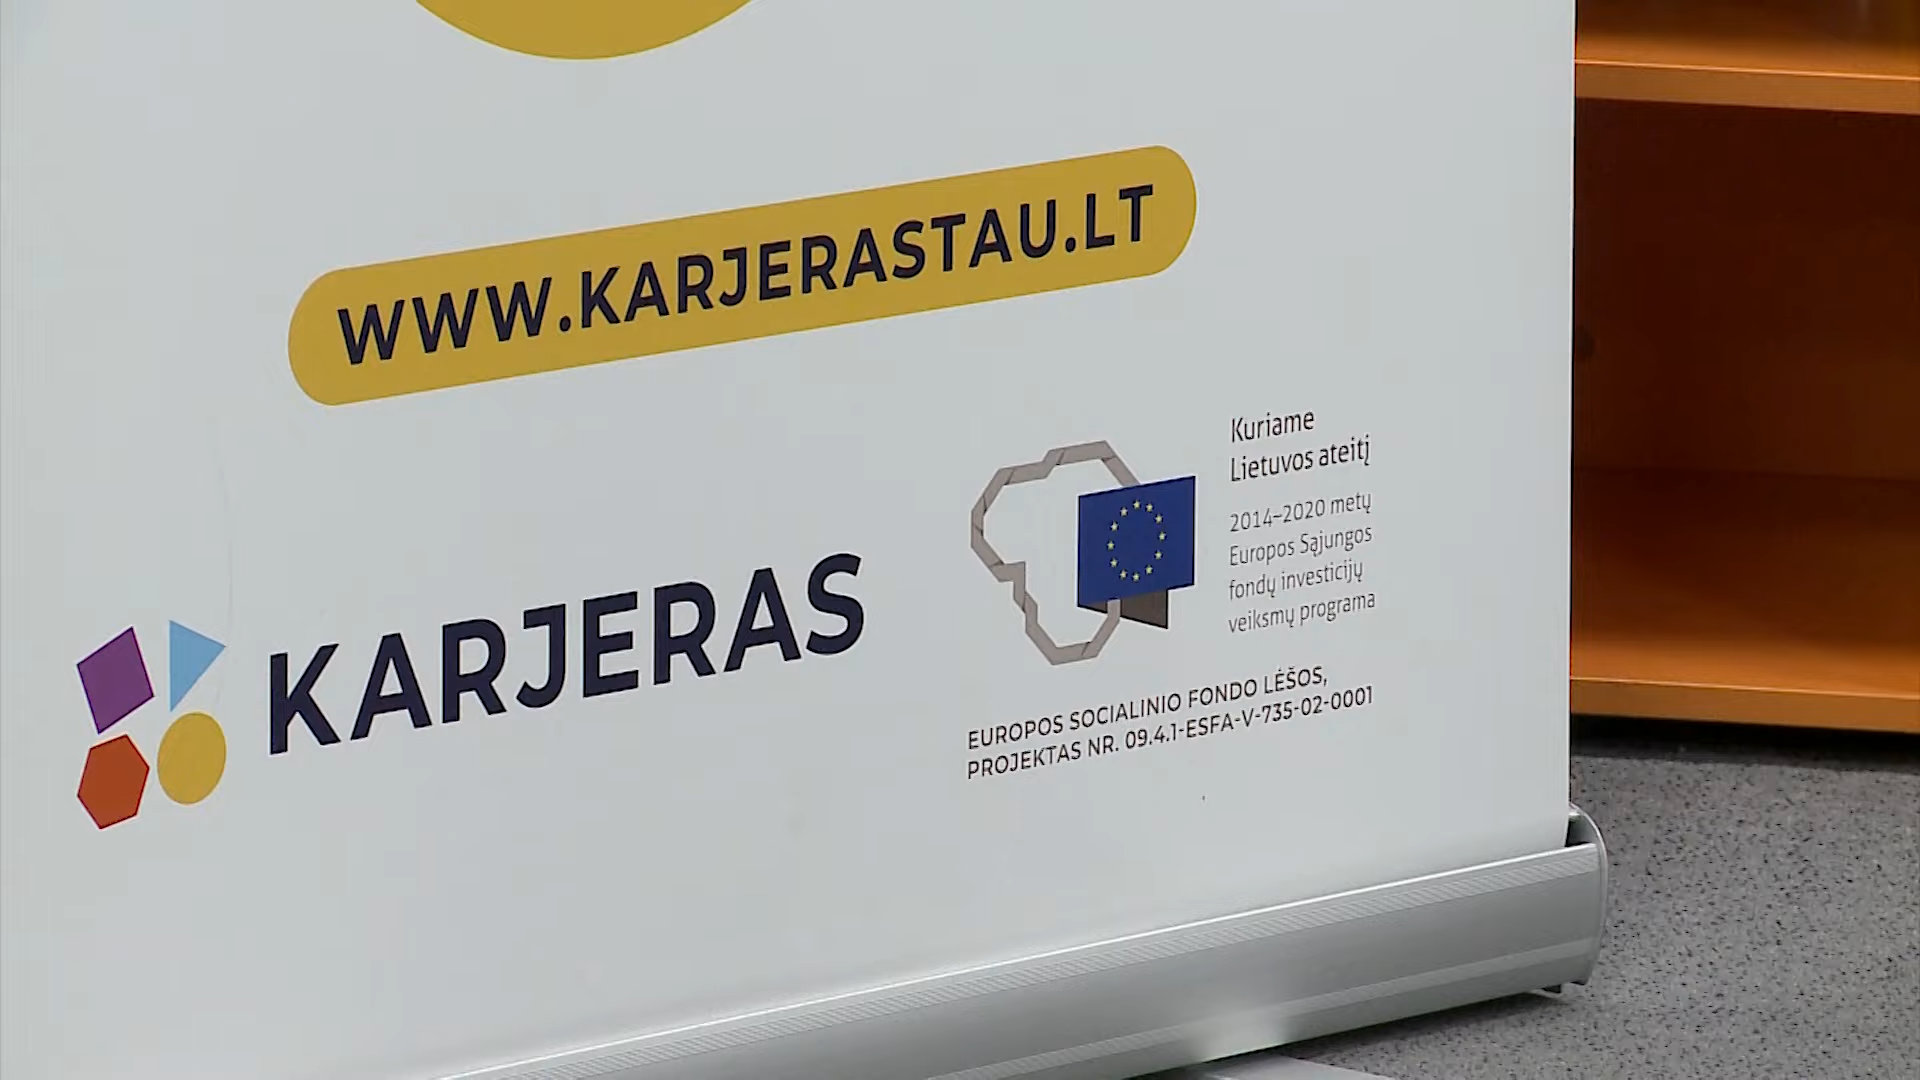 WWW.KARJERASTAU.LT
KARJERAS
Kuriame
Lietuvos ateitį
2014–2020 metų
Europos Sąjungos
fondų investicijų
veiksmų programa
EUROPOS SOCIALINIO FONDO LĖŠOS,
PROJEKTAS NR. 09.4.1-ESFA-V-735-02-0001